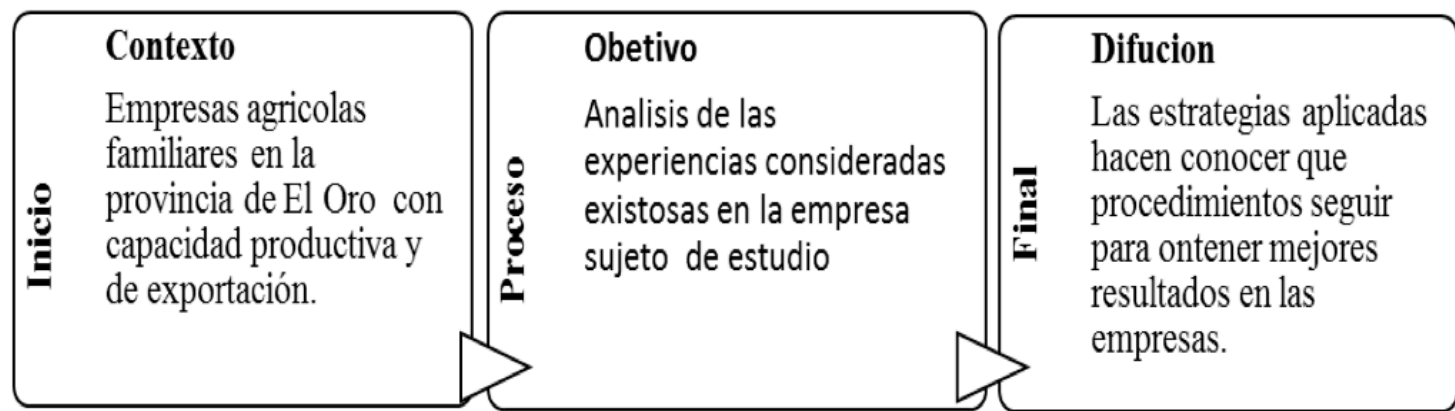 Inicio
Contexto
Empresas agricolas
familiares en la
provincia de El Oro con
capacidad productiva y
de exportación.
Proceso
Obetivo
Analisis de las
experiencias consideradas
existosas en la empresa
sujeto de estudio
Final
Difucion
Las estrategias aplicadas
hacen conocer que
procedimientos seguir
para ontener mejores
resultados en las
empresas.